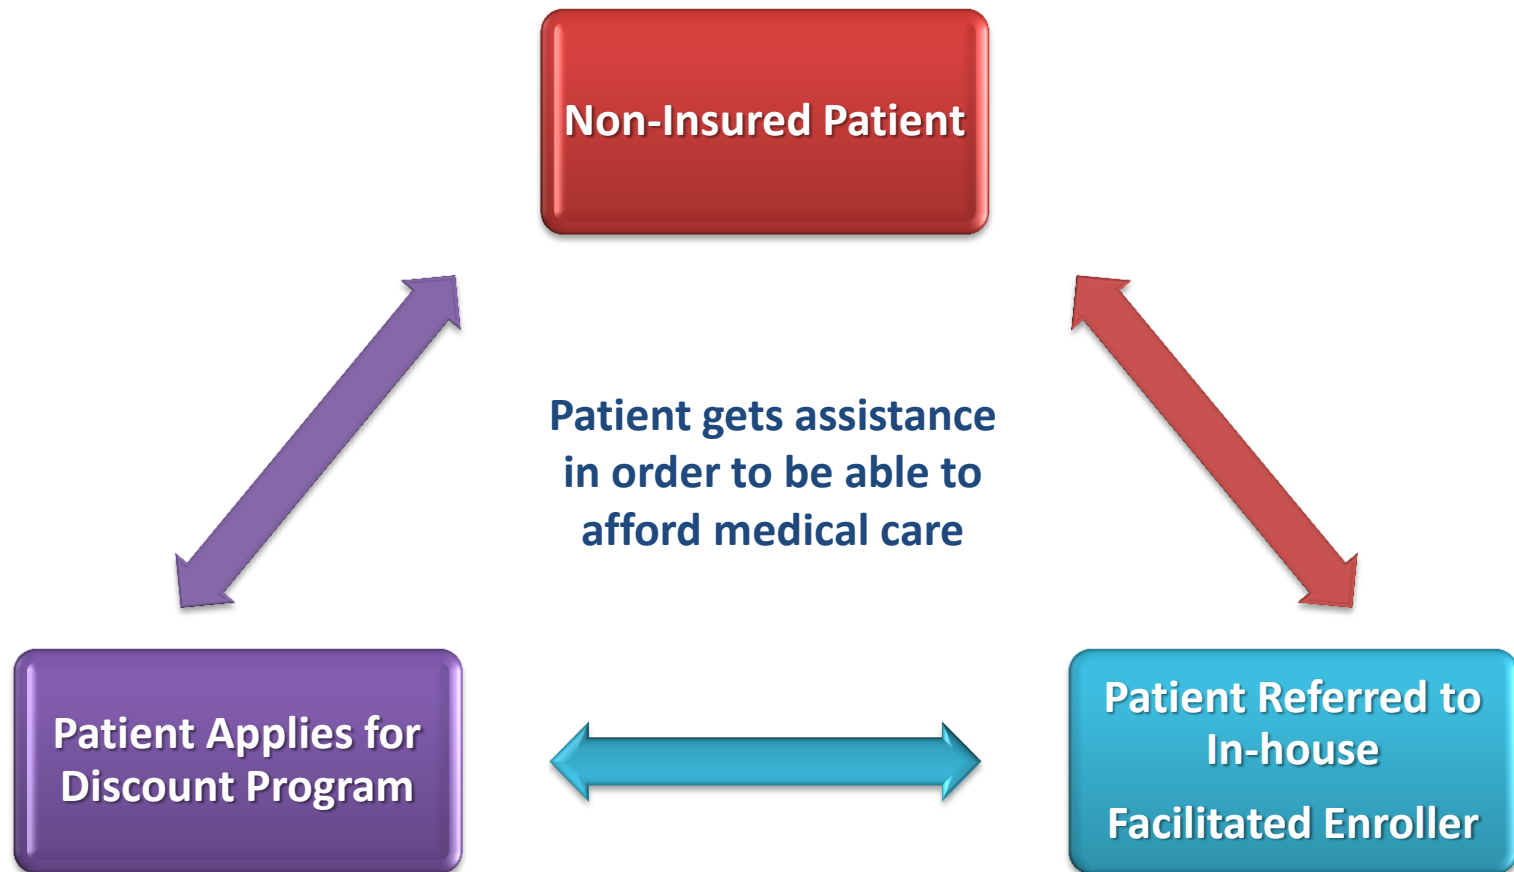 Non-Insured Patient
Patient gets assistance
in order to be able to
afford medical care
Patient Applies for
Discount Program
Patient Referred to
In-house
Facilitated Enroller